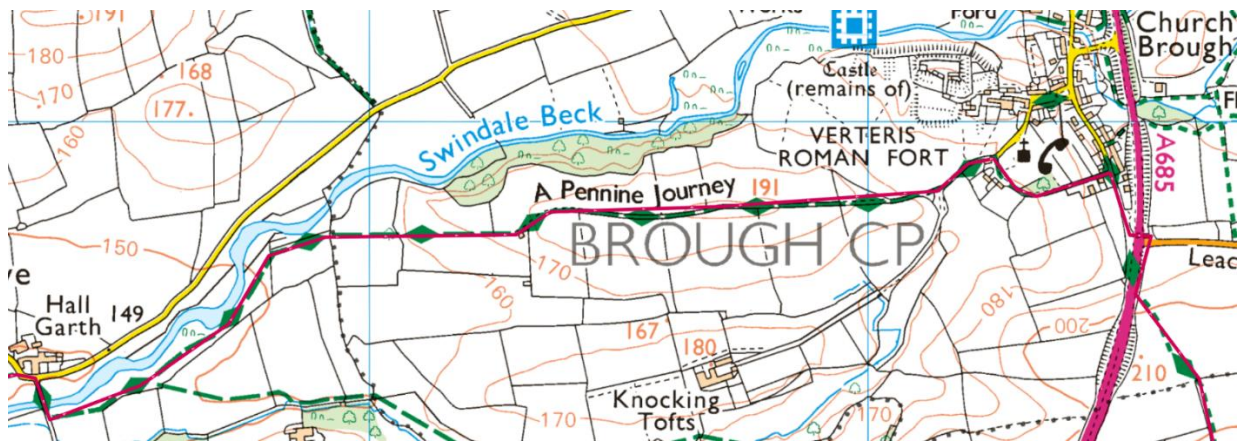 191
180
170
168
177
160
150
Ford
Church
Brough
Castle
(remains of)
Swindale Beck
VERTERIS
ROMAN FORT
A685
A Pennine Journey
191
BROUGH CP
170
160
180
200
Hall
Garth
149
167
180
210
Knocking
Tofts
170
170